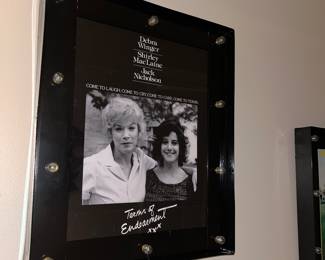 Debra
Winger
Shirley
MacLaine
Jack
Nicholson
COME TO LAUGH, COME TO CRY, COME TO CARE, COME TO TERMS.
Terms of
Endearment
xxx